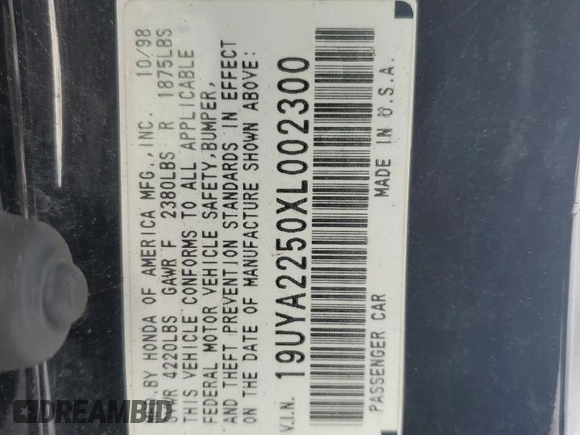 BY HONDA OF AMERICA MFG.,INC. 10/98
GVWR 4220LBS GAWR F 2380LBS R 1875LBS
THIS VEHICLE CONFORMS TO ALL APPLICABLE
FEDERAL MOTOR VEHICLE SAFETY,BUMPER,
AND THEFT PREVENTION STANDARDS IN EFFECT
ON THE DATE OF MANUFACTURE SHOWN ABOVE:
V.I.N. 19UYA2250XL002300
PASSENGER CAR MADE IN U.S.A.
DREAMBID